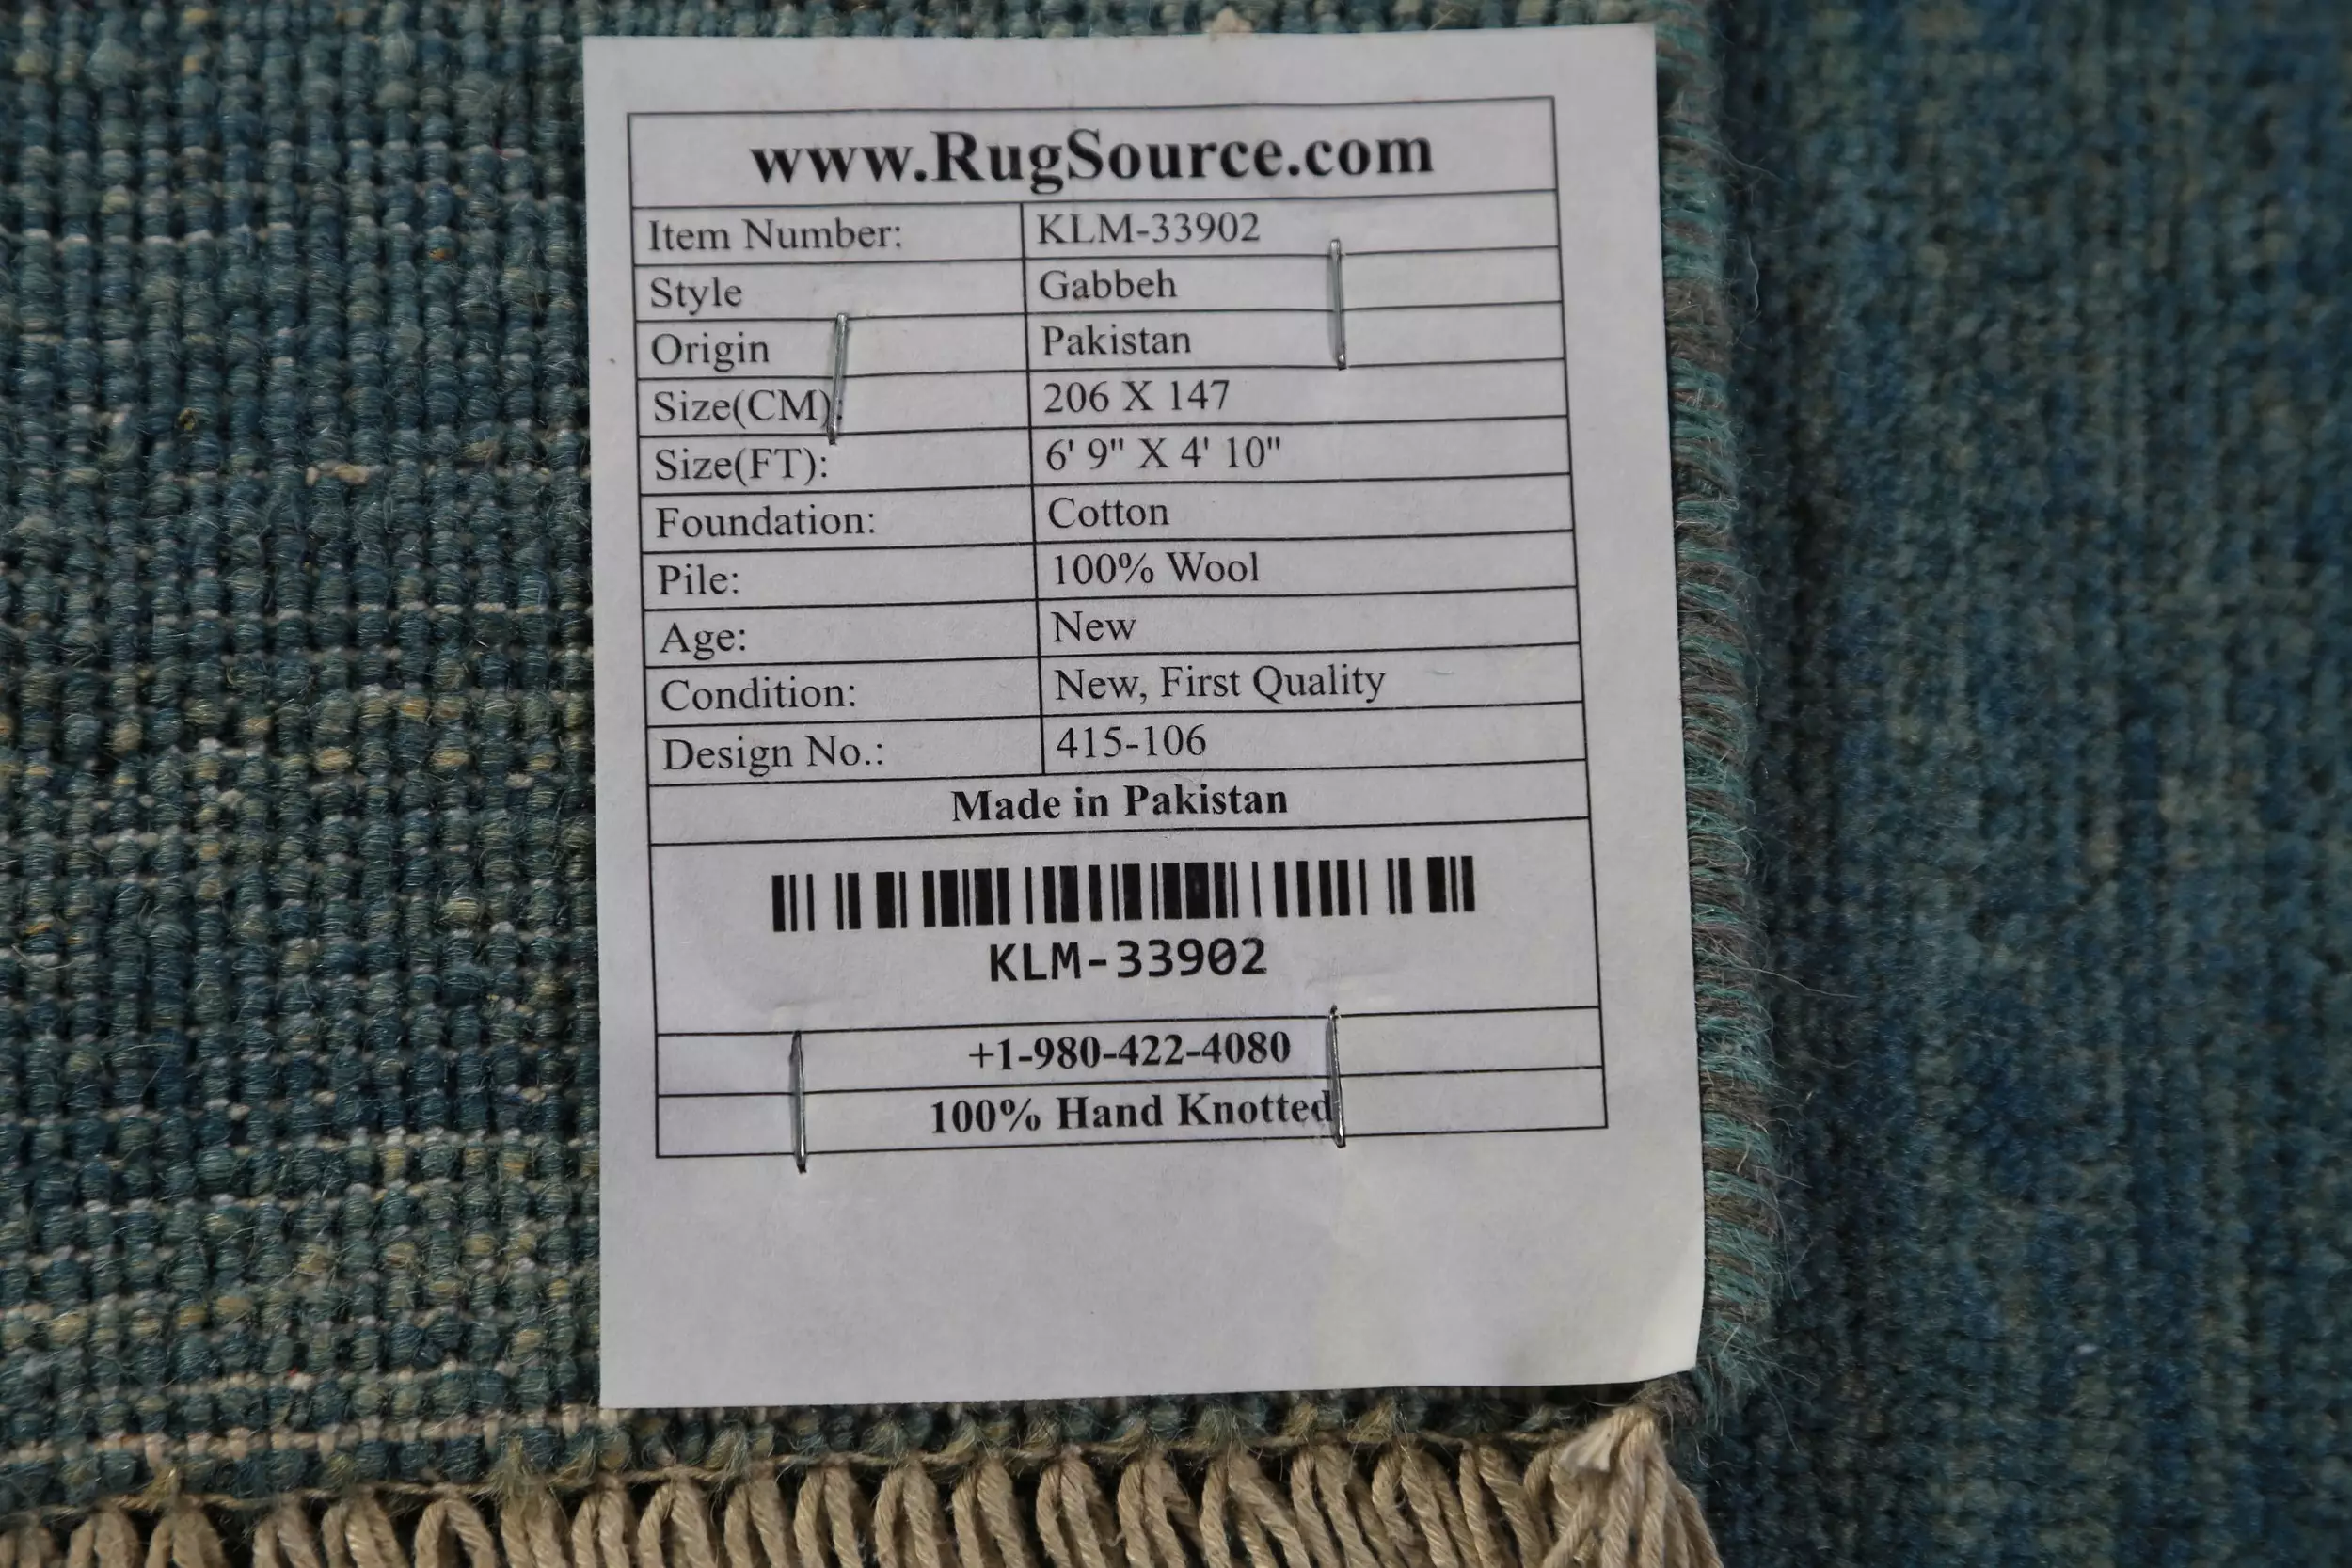 www.RugSource.com
Item Number: KLM-33902
Style Gabbeh
Origin Pakistan
Size(CM): 206 X 147
Size(FT): 6' 9" X 4' 10"
Foundation: Cotton
Pile: 100% Wool
Age: New
Condition: New, First Quality
Design No.: 415-106
Made in Pakistan
KLM-33902
+1-980-422-4080
100% Hand Knotted